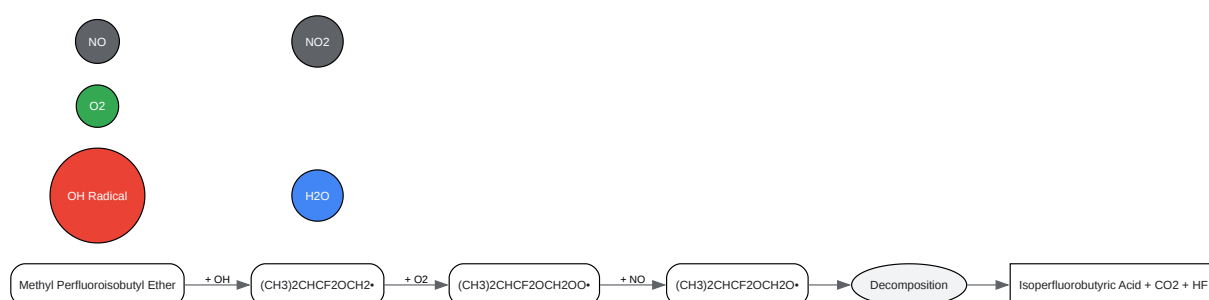 NO
NO2
O2
OH Radical
H2O
Methyl Perfluoroisobutyl Ether
+ OH
(CH3)2CHCF2OCH2•
+ O2
(CH3)2CHCF2OCH2OO•
+ NO
(CH3)2CHCF2OCH2O•
Decomposition
Isoperfluorobutyric Acid + CO2 + HF